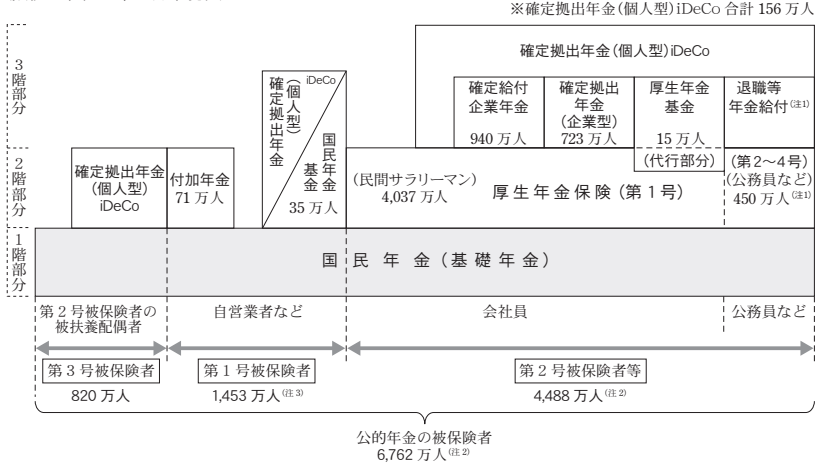 ※確定拠出年金(個人型)iDeCo 合計 156 万人
3階部分
確定拠出年金(個人型)iDeCo
確定給付
企業年金
940 万人
確定拠出
年金
(企業型)
723 万人
厚生年金
基金
15万人
(代行部分)
退職等
年金給付(注1)
iDeCo
(個人型)
確定拠出年金
国民年金
基金
35 万人
2階部分
確定拠出年金
(個人型)
iDeCo
付加年金
71 万人
(民間サラリーマン)
4,037 万人
厚生年金保険(第1号)
(第2〜4号)
(公務員など)
450 万人(注1)
1階部分
国民年金(基礎年金)
第2号被保険者の
被扶養配偶者
自営業者など
会社員
公務員など
第3号被保険者
820 万人
第1号被保険者
1,453 万人(注3)
第2号被保険者等
4,488 万人(注2)
公的年金の被保険者
6,762 万人(注2)